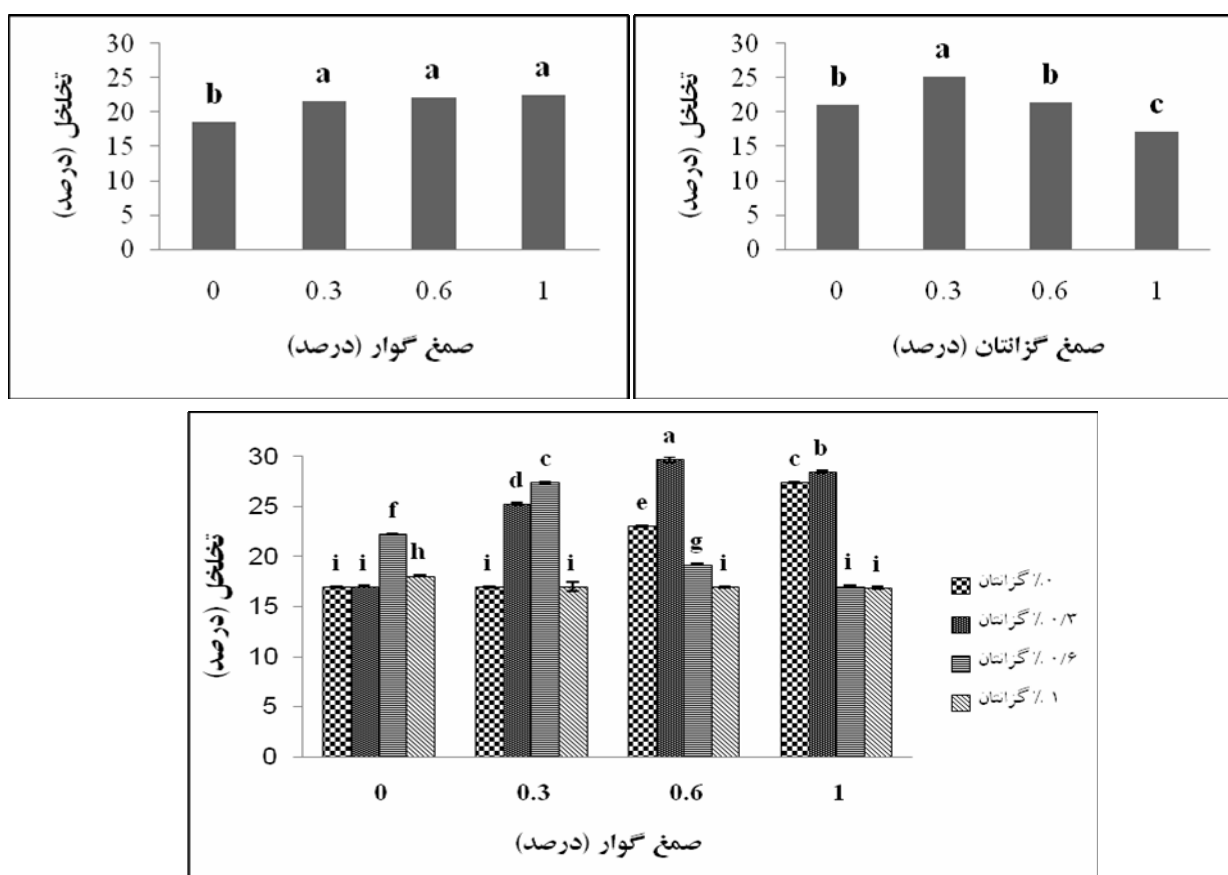 تخلخل (درصد)
30
25
20
15
10
5
0
b
a
a
a
0
0.3
0.6
1
صمغ گوار (درصد)
تخلخل (درصد)
30
25
20
15
10
5
0
b
a
b
c
0
0.3
0.6
1
صمغ گزانتان (درصد)
تخلخل (درصد)
30
25
20
15
10
5
0
i
i
f
h
i
d
c
i
e
a
g
i
c
b
i
i
0
0.3
0.6
1
صمغ گوار (درصد)
۰٪ گزانتان
۰/۳ ٪ گزانتان
۰/۶ ٪ گزانتان
۱ ٪ گزانتان